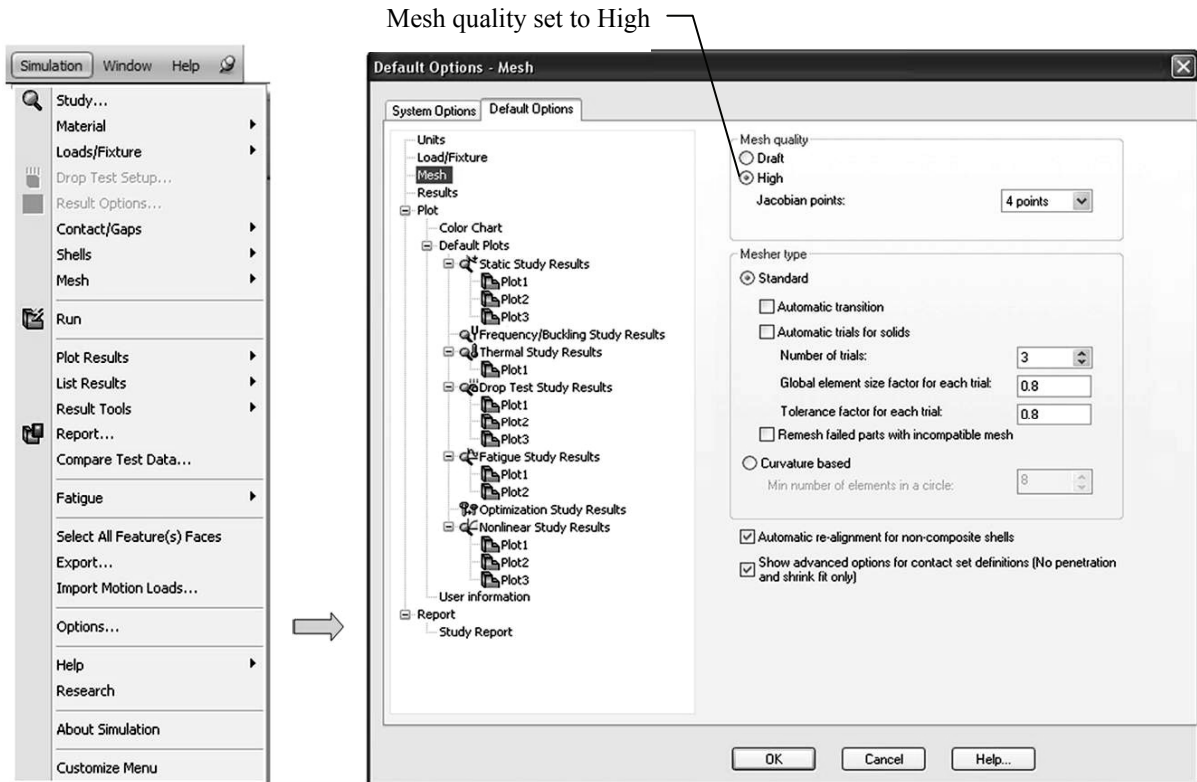 Mesh quality set to High
Simulation Window Help
Study...
Material
Loads/Fixture
Drop Test Setup...
Result Options...
Contact/Gaps
Shells
Mesh
Run
Plot Results
List Results
Result Tools
Report...
Compare Test Data...
Fatigue
Select All Feature(s) Faces
Export...
Import Motion Loads...
Options...
Help
Research
About Simulation
Customize Menu
Default Options - Mesh
System Options Default Options
Units
Load/Fixture
Mesh
Results
Plot
Color Chart
Default Plots
Static Study Results
Plot1
Plot2
Plot3
Frequency/Buckling Study Results
Thermal Study Results
Plot1
Drop Test Study Results
Plot1
Plot2
Plot3
Fatigue Study Results
Plot1
Plot2
Optimization Study Results
Nonlinear Study Results
Plot1
Plot2
Plot3
User information
Report
Study Report
Mesh quality
Draft
High
Jacobian points: 4 points
Mesher type
Standard
Automatic transition
Automatic trials for solids
Number of trials: 3
Global element size factor for each trial: 0.8
Tolerance factor for each trial: 0.8
Remesh failed parts with incompatible mesh
Curvature based
Min number of elements in a circle: 8
Automatic re-alignment for non-composite shells
Show advanced options for contact set definitions (No penetration
and shrink fit only)
OK Cancel Help...